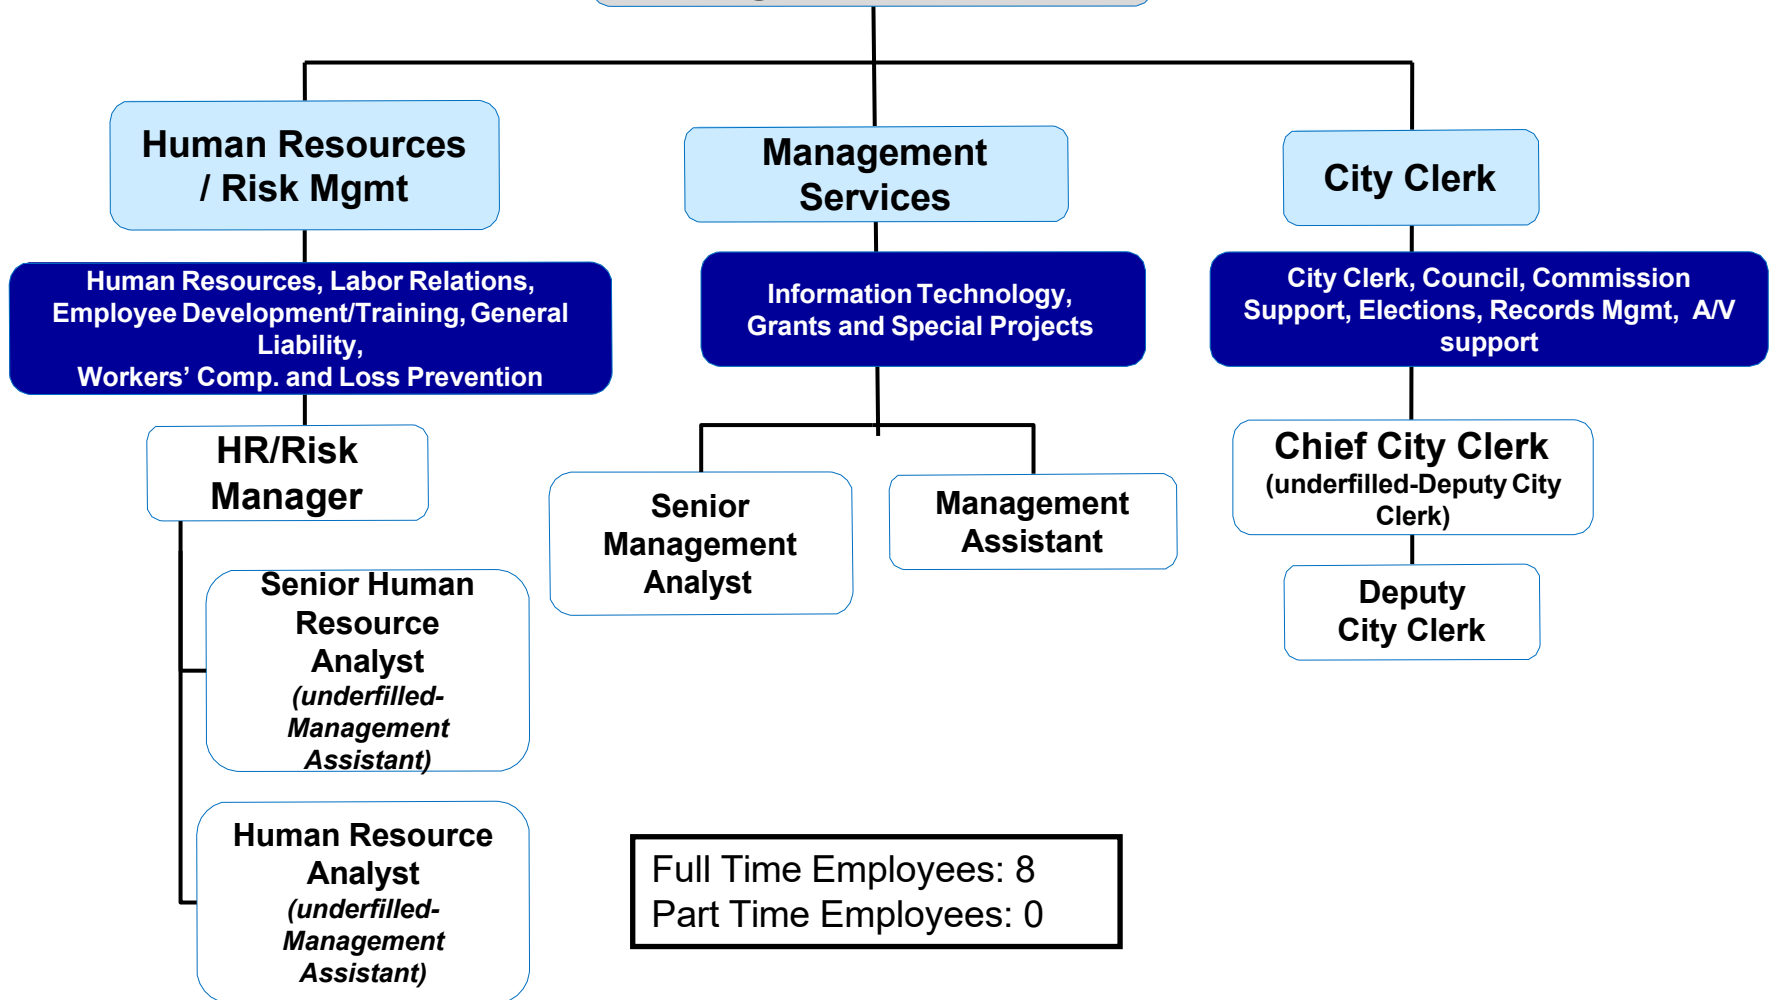 Human Resources
/ Risk Mgmt
Management
Services
City Clerk
Human Resources, Labor Relations,
Employee Development/Training, General
Liability,
Workers’ Comp. and Loss Prevention
Information Technology,
Grants and Special Projects
City Clerk, Council, Commission
Support, Elections, Records Mgmt,  A/V
support
HR/Risk
Manager
Senior
Management
Analyst
Management
Assistant
Chief City Clerk
(underfilled-Deputy City
Clerk)
Deputy
City Clerk
Senior Human
Resource
Analyst
(underfilled-
Management
Assistant)
Human Resource
Analyst
(underfilled-
Management
Assistant)
Full Time Employees: 8
Part Time Employees: 0